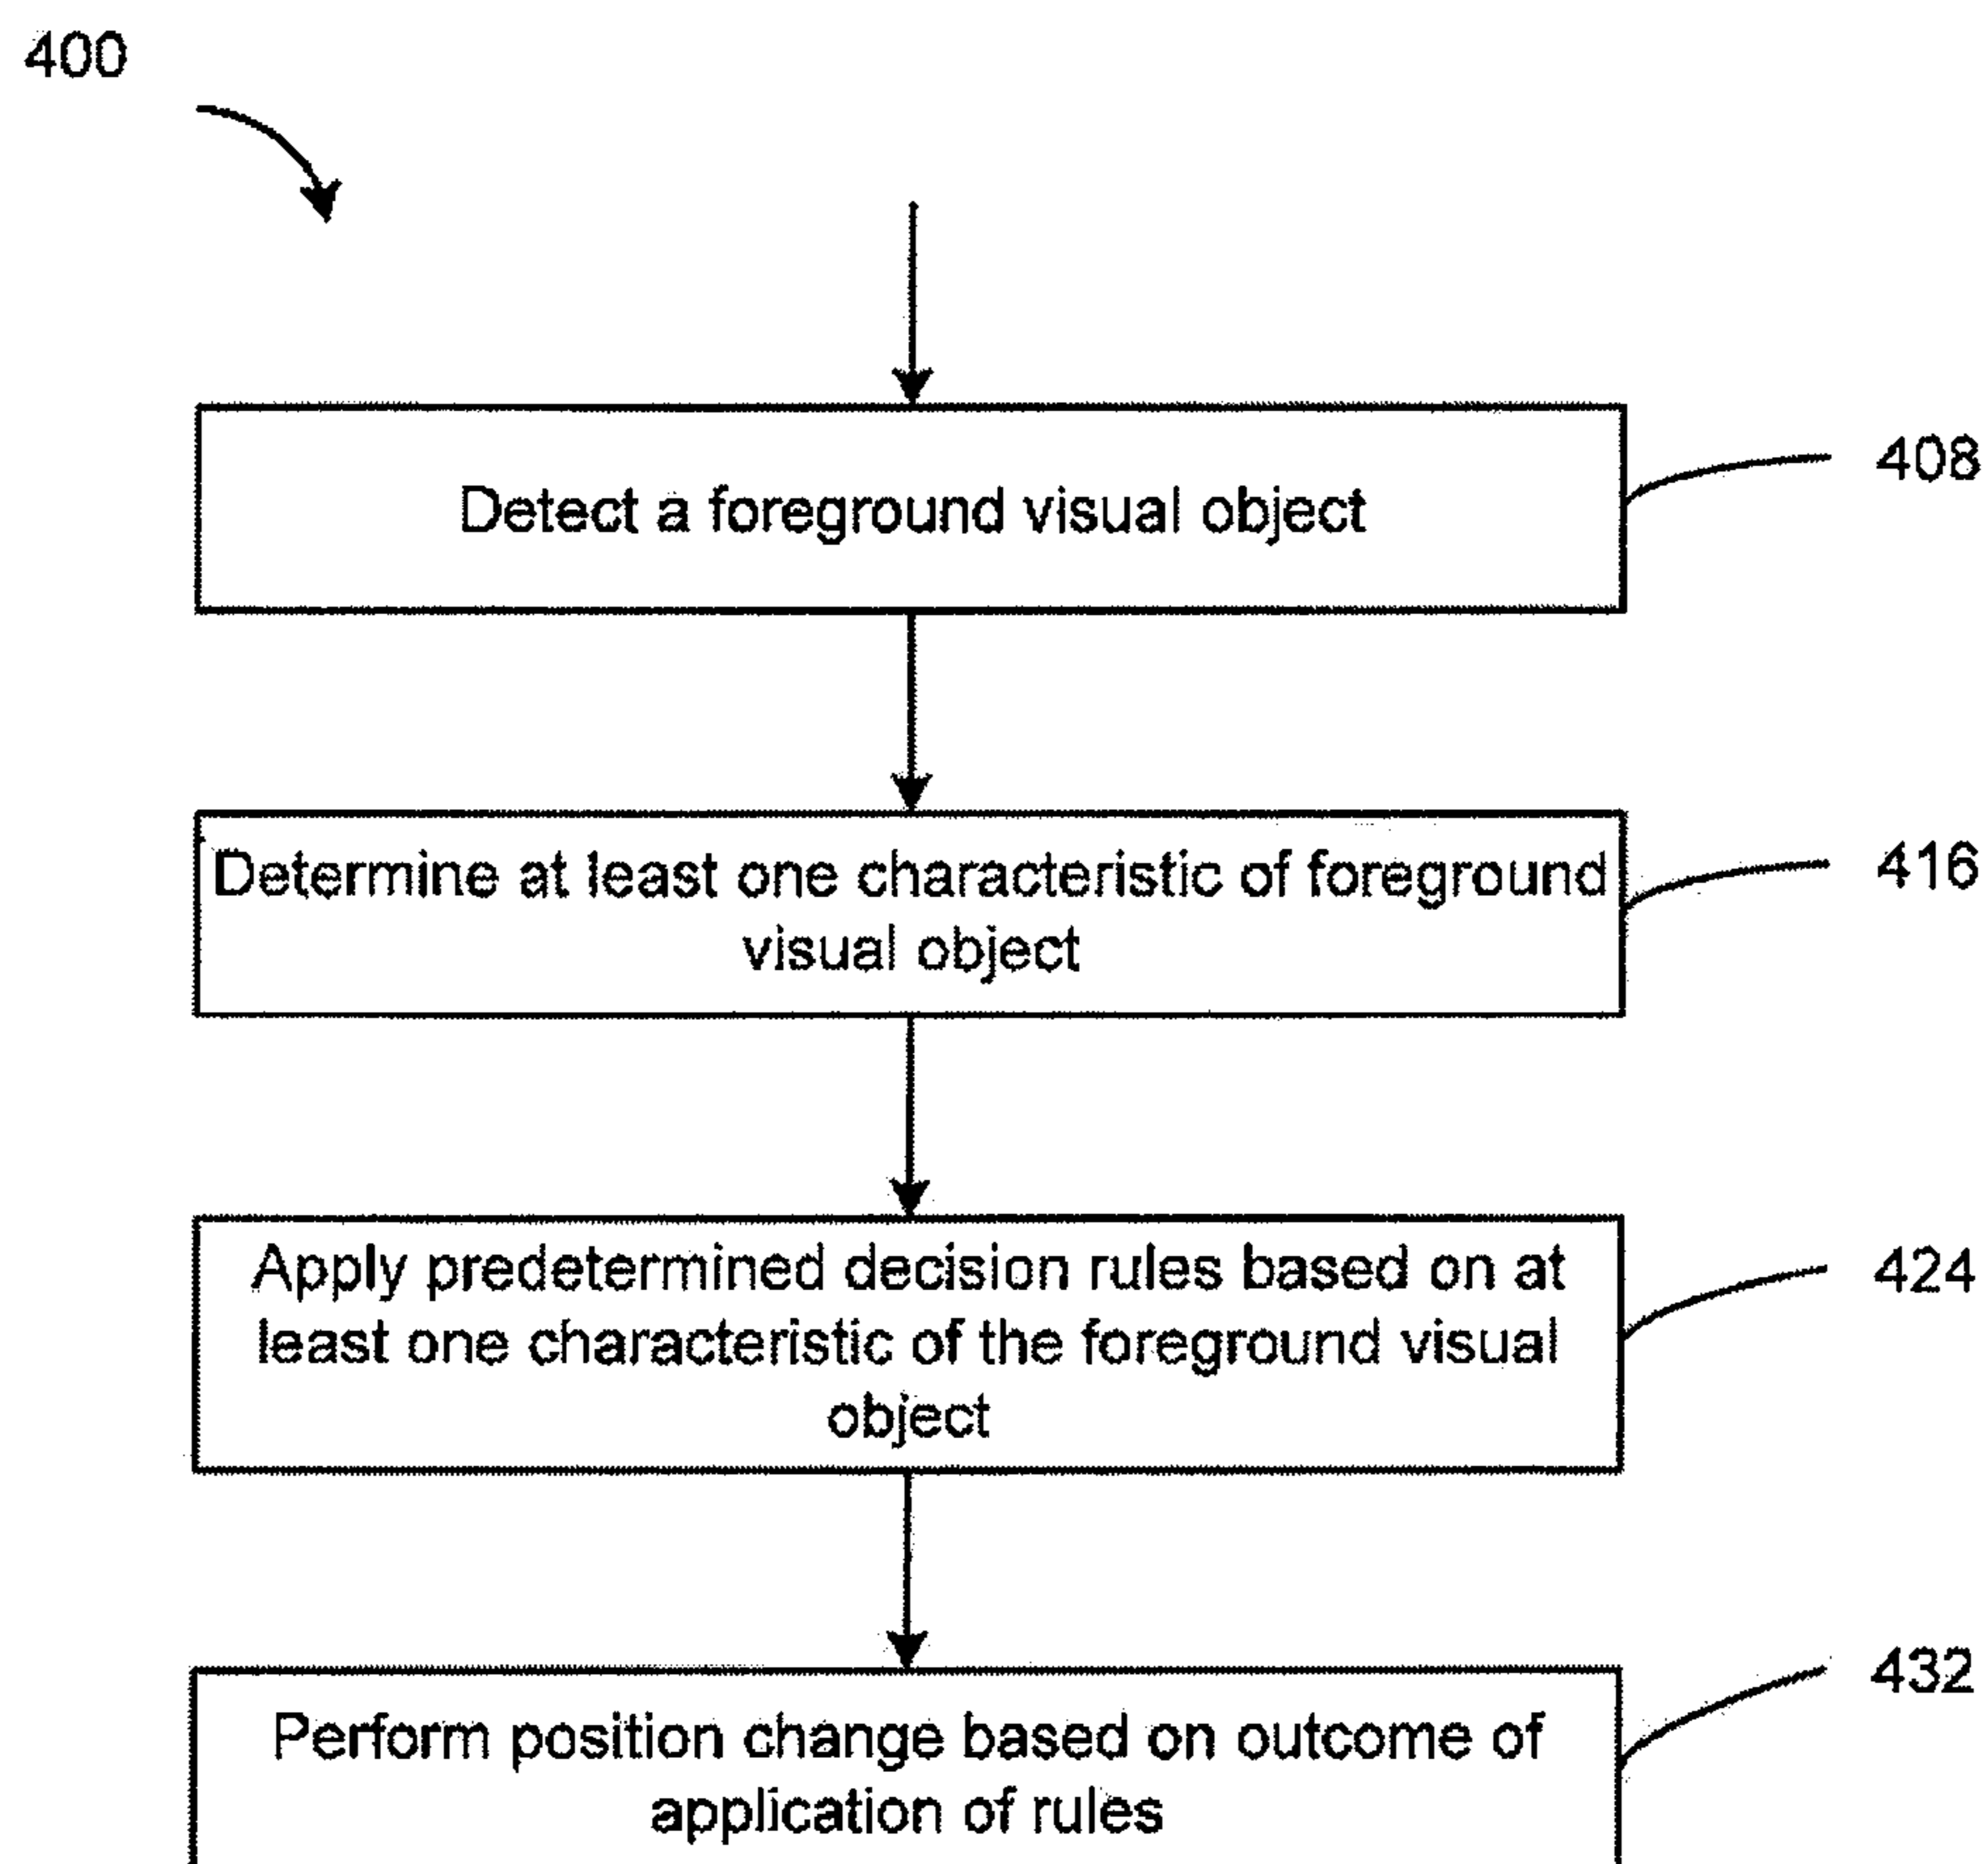 400
Detect a foreground visual object
408
Determine at least one characteristic of foreground
visual object
416
Apply predetermined decision rules based on at
least one characteristic of the foreground visual
object
424
Perform position change based on outcome of
application of rules
432